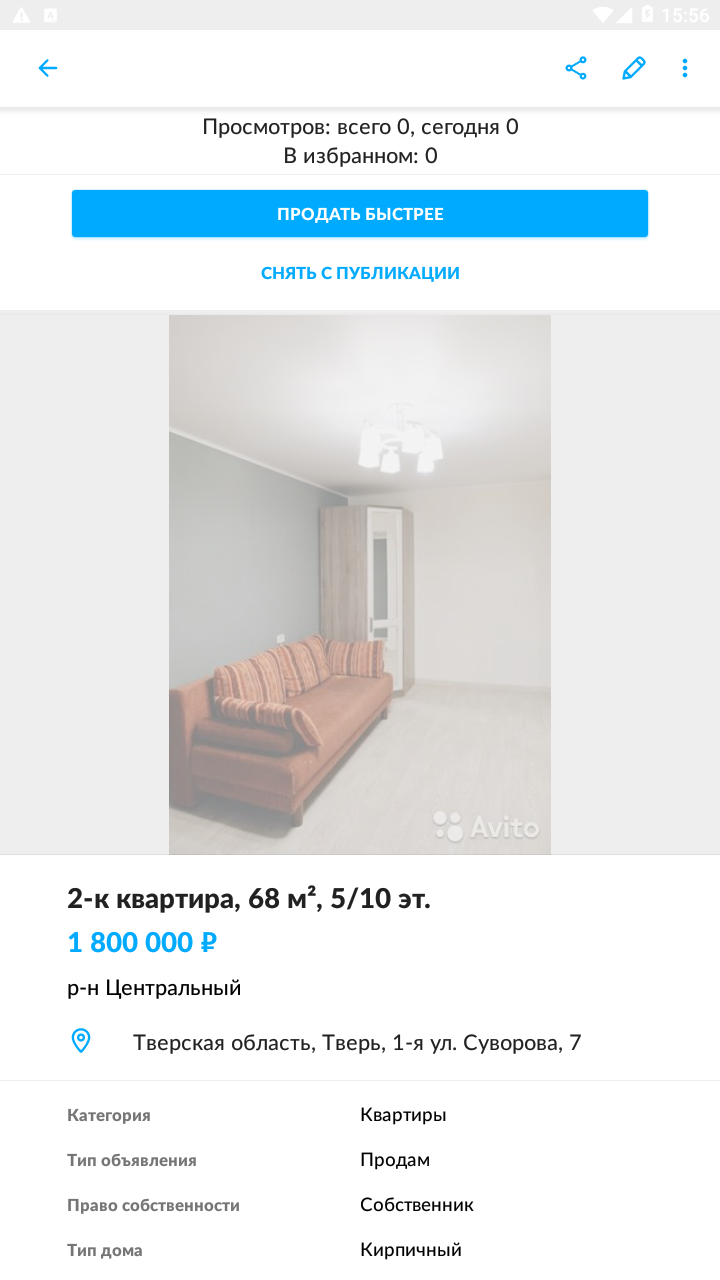 15:56
Просмотров: всего 0, сегодня 0
В избранном: 0
ПРОДАТЬ БЫСТРЕЕ
СНЯТЬ С ПУБЛИКАЦИИ
Avito
2-к квартира, 68 м², 5/10 эт.
1 800 000 ₽
р-н Центральный
Тверская область, Тверь, 1-я ул. Суворова, 7
Категория Квартиры
Тип объявления Продам
Право собственности Собственник
Тип дома Кирпичный